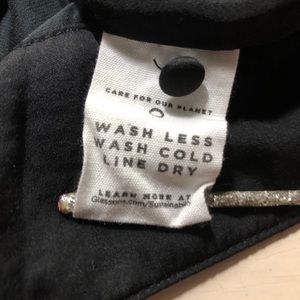 CARE FOR OUR PLANET
WASH LESS
WASH COLD
LINE DRY
LEARN MORE AT